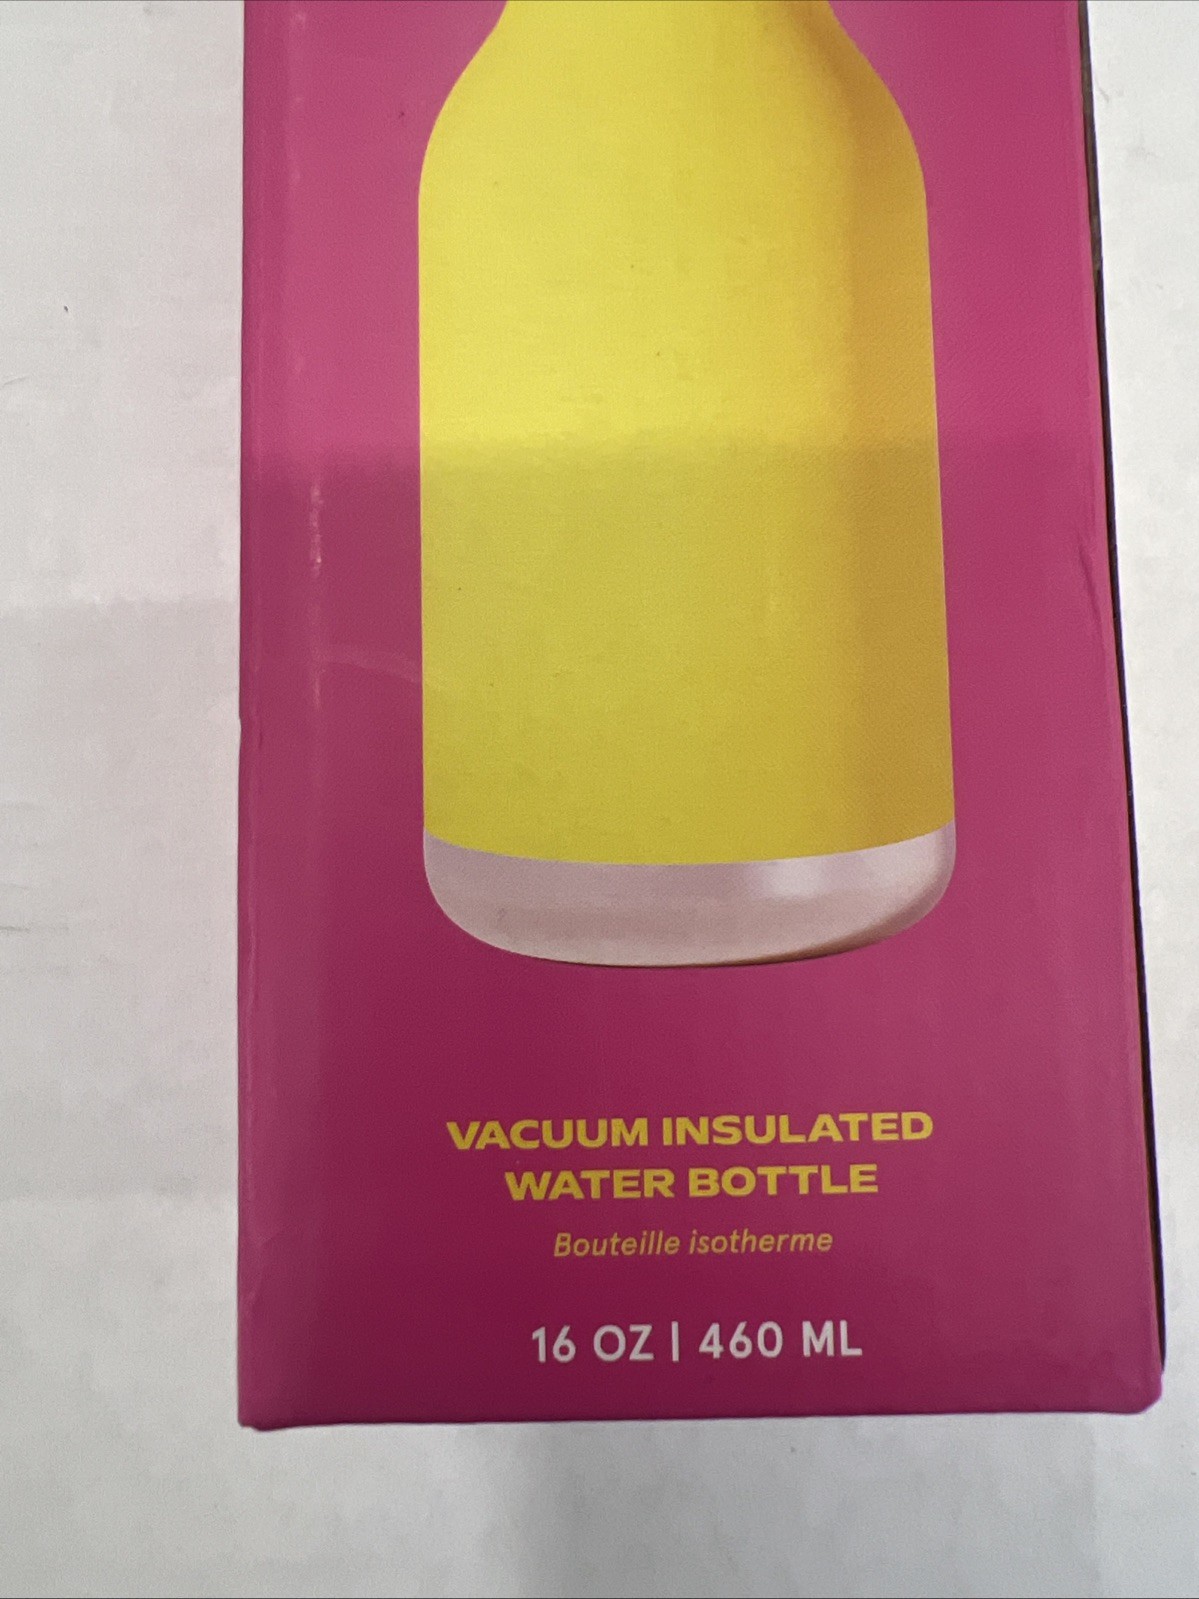 VACUUM INSULATED
WATER BOTTLE
Bouteille isotherme
16 OZ | 460 ML